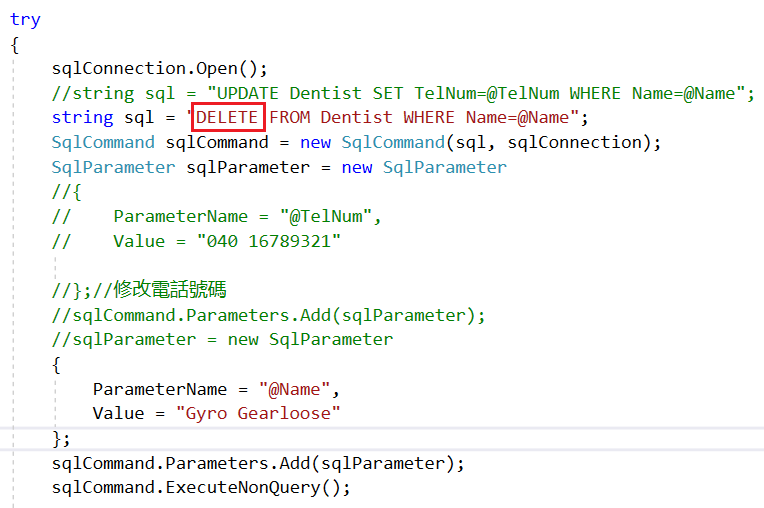 try
{
sqlConnection.Open();
//string sql = "UPDATE Dentist SET TelNum=@TelNum WHERE Name=@Name";
string sql = "DELETE FROM Dentist WHERE Name=@Name";
SqlCommand sqlCommand = new SqlCommand(sql, sqlConnection);
SqlParameter sqlParameter = new SqlParameter
//{
//    ParameterName = "@TelNum",
//    Value = "040 16789321"
//};//修改電話號碼
//sqlCommand.Parameters.Add(sqlParameter);
//sqlParameter = new SqlParameter
{
ParameterName = "@Name",
Value = "Gyro Gearloose"
};
sqlCommand.Parameters.Add(sqlParameter);
sqlCommand.ExecuteNonQuery();